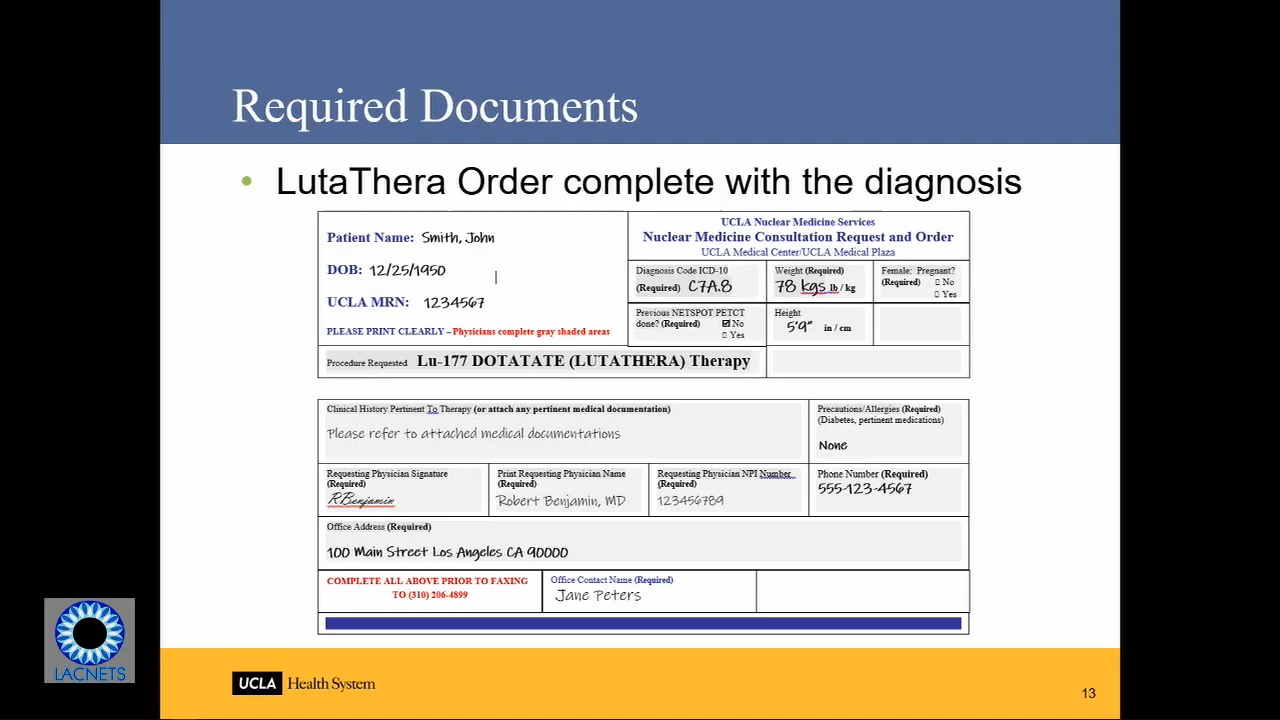 Required Documents
• LutaThera Order complete with the diagnosis
Patient Name: Smith, John
DOB: 12/25/1950
UCLA MRN: 1234567
PLEASE PRINT CLEARLY – Physicians complete gray shaded areas
UCLA Nuclear Medicine Services
Nuclear Medicine Consultation Request and Order
UCLA Medical Center/UCLA Medical Plaza
Diagnosis Code ICD-10
(Required) C7A.8
Weight (Required)
78 kgs lb / kg
Female: Pregnant?
(Required) ▯ No
▯ Yes
Previous NETSPOT PETCT
done? (Required) ☑ No
▯ Yes
Height
5'9" in / cm
Procedure Requested Lu-177 DOTATATE (LUTATHERA) Therapy
Clinical History Pertinent To Therapy (or attach any pertinent medical documentation)
Please refer to attached medical documentations
Precautions/Allergies (Required)
(Diabetes, pertinent medications)
None
Requesting Physician Signature
(Required)
RBenjamin
Print Requesting Physician Name
(Required)
Robert Benjamin, MD
Requesting Physician NPI Number
(Required)
123456789
Phone Number (Required)
555-123-4567
Office Address (Required)
100 Main Street Los Angeles CA 90000
COMPLETE ALL ABOVE PRIOR TO FAXING
TO (310) 206-4899
Office Contact Name (Required)
Jane Peters
LACNETS
UCLA Health System
13